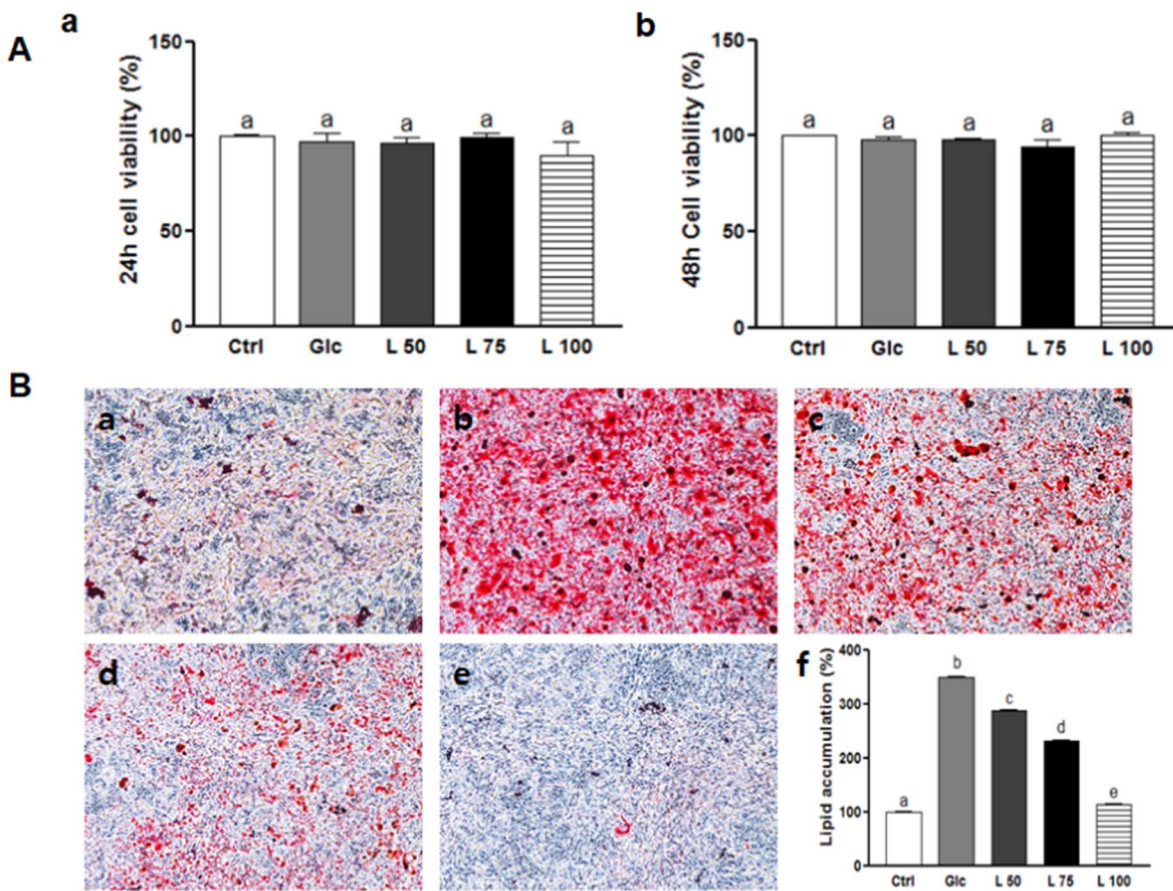 A
a
24h cell viability (%)
150
100
50
0
a a a a a
Ctrl Glc L 50 L 75 L 100
b
48h Cell viability (%)
150
100
50
0
a a a a a
Ctrl Glc L 50 L 75 L 100
B
a
b
c
d
e
f
Lipid accumulation (%)
400
300
200
100
0
a b c d e
Ctrl Glc L 50 L 75 L 100